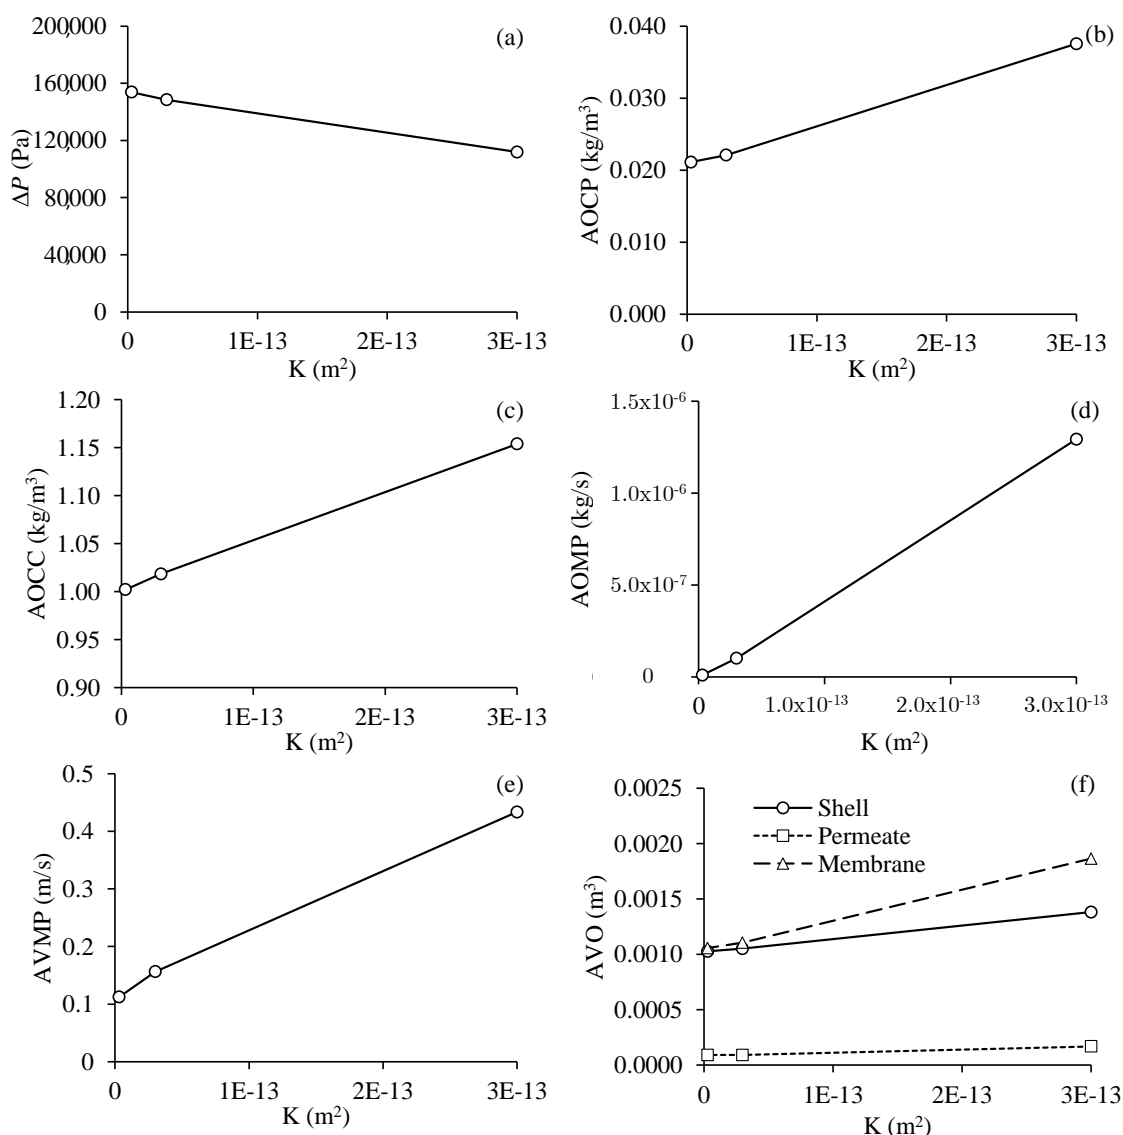 200,000
160,000
120,000
80,000
40,000
0
ΔP (Pa)
(a)
0 1E-13 2E-13 3E-13
K (m²)
0.040
0.030
0.020
0.010
0.000
AOCP (kg/m³)
(b)
0 1E-13 2E-13 3E-13
K (m²)
1.20
1.15
1.10
1.05
1.00
0.95
0.90
AOCC (kg/m³)
(c)
0 1E-13 2E-13 3E-13
K (m²)
1.5x10⁻⁶
1.0x10⁻⁶
5.0x10⁻⁷
0
AOMP (kg/s)
(d)
0 1.0x10⁻¹³ 2.0x10⁻¹³ 3.0x10⁻¹³
K (m²)
0.5
0.4
0.3
0.2
0.1
0
AVMP (m/s)
(e)
0 1E-13 2E-13 3E-13
K (m²)
0.0025
0.0020
0.0015
0.0010
0.0005
0.0000
AVO (m³)
(f)
Shell
Permeate
Membrane
0 1E-13 2E-13 3E-13
K (m²)